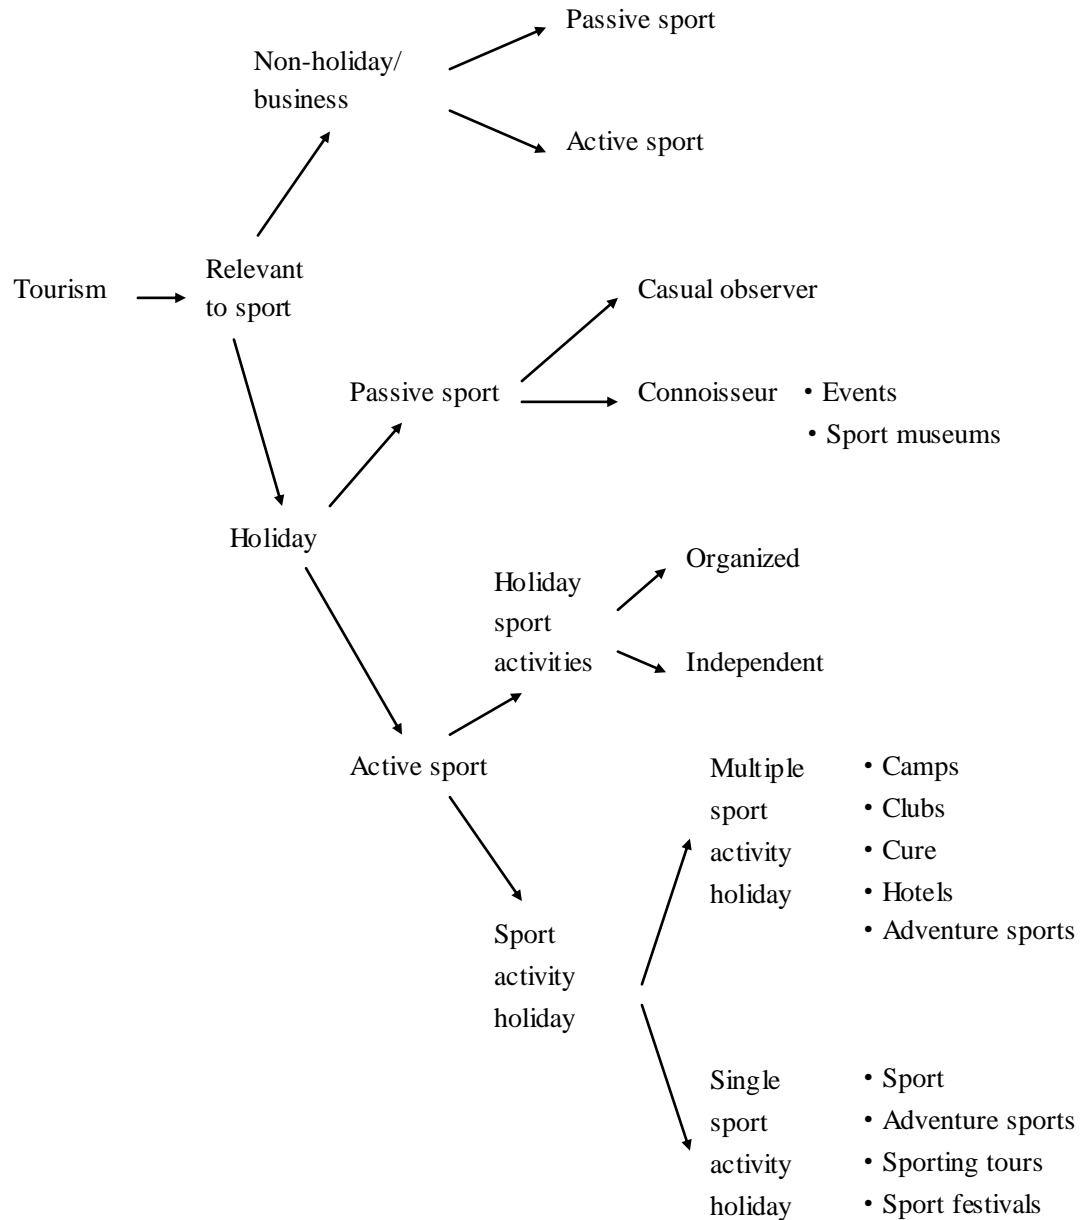 Passive sport
Non-holiday/
business
Active sport
Relevant
to sport
Tourism
Casual observer
Passive sport
Connoisseur
• Events
• Sport museums
Holiday
Organized
Holiday
sport
activities
Independent
Active sport
Multiple
sport
activity
holiday
• Camps
• Clubs
• Cure
• Hotels
• Adventure sports
Sport
activity
holiday
Single
sport
activity
holiday
• Sport
• Adventure sports
• Sporting tours
• Sport festivals